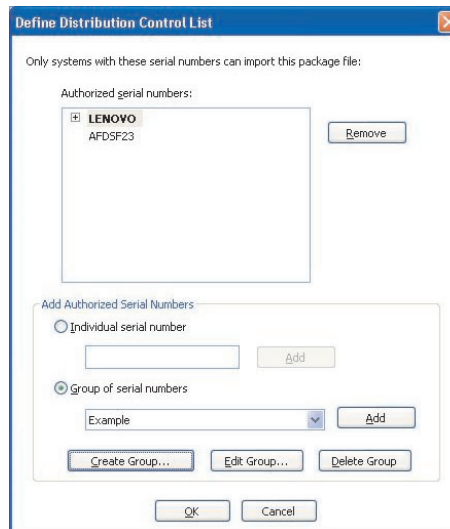 Define Distribution Control List
Only systems with these serial numbers can import this package file:
Authorized serial numbers:
LENOVO
AFDSF23
Remove
Add Authorized Serial Numbers
Individual serial number
Add
Group of serial numbers
Example
Add
Create Group...
Edit Group...
Delete Group
OK
Cancel